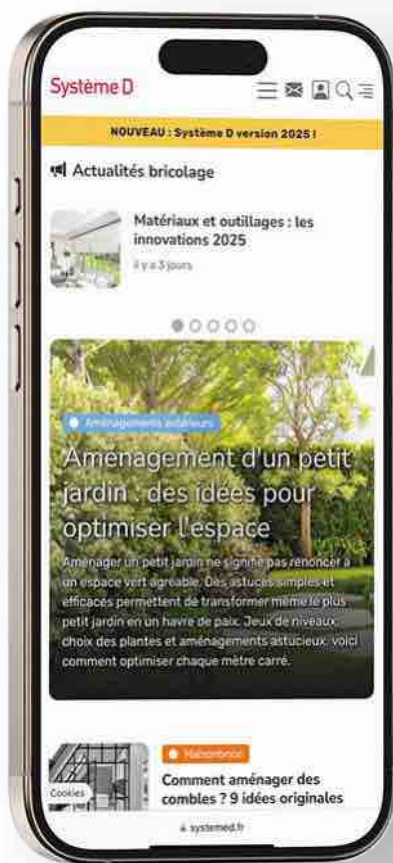 Système D
NOUVEAU : Système D version 2025 !
Actualités bricolage
Matériaux et outillages : les
innovations 2025
il y a 3 jours
Aménagements extérieurs
Aménagement d'un petit
jardin : des idées pour
optimiser l'espace
Aménager un petit jardin ne signifie pas renoncer à
un espace vert agréable. Des astuces simples et
efficaces permettent de transformer même le plus
petit jardin en un havre de paix. Jeux de niveaux,
choix des plantes et aménagements astucieux, voici
comment optimiser chaque mètre carré.
Maisonbrico
Comment aménager des
combles ? 9 idées originales
Cookies
systemed.fr